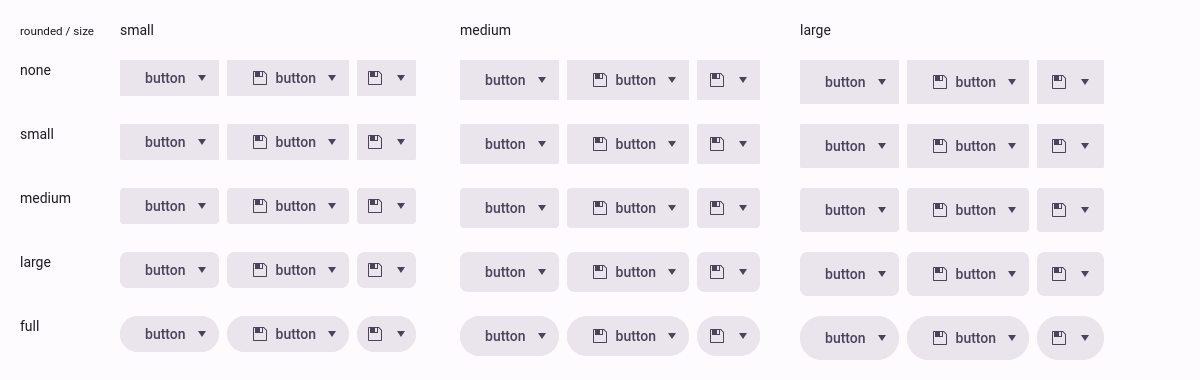 rounded / size small medium large
none button button button button button button
small button button button button button button
medium button button button button button button
large button button button button button button
full button button button button button button